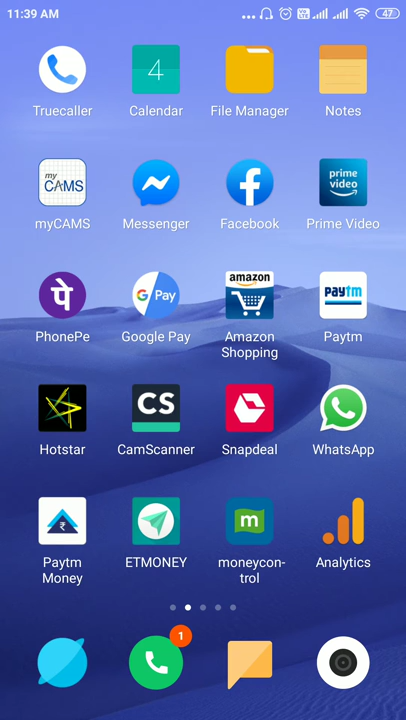 11:39 AM 47
Truecaller
4
Calendar
File Manager
Notes
my
CAMS
myCAMS
Messenger
Facebook
prime
video
Prime Video
पे
PhonePe
G Pay
Google Pay
amazon
Amazon
Shopping
paytm
Paytm
Hotstar
CS
CamScanner
Snapdeal
WhatsApp
₹
Paytm
Money
ETMONEY
m
moneycon-
trol
Analytics
1